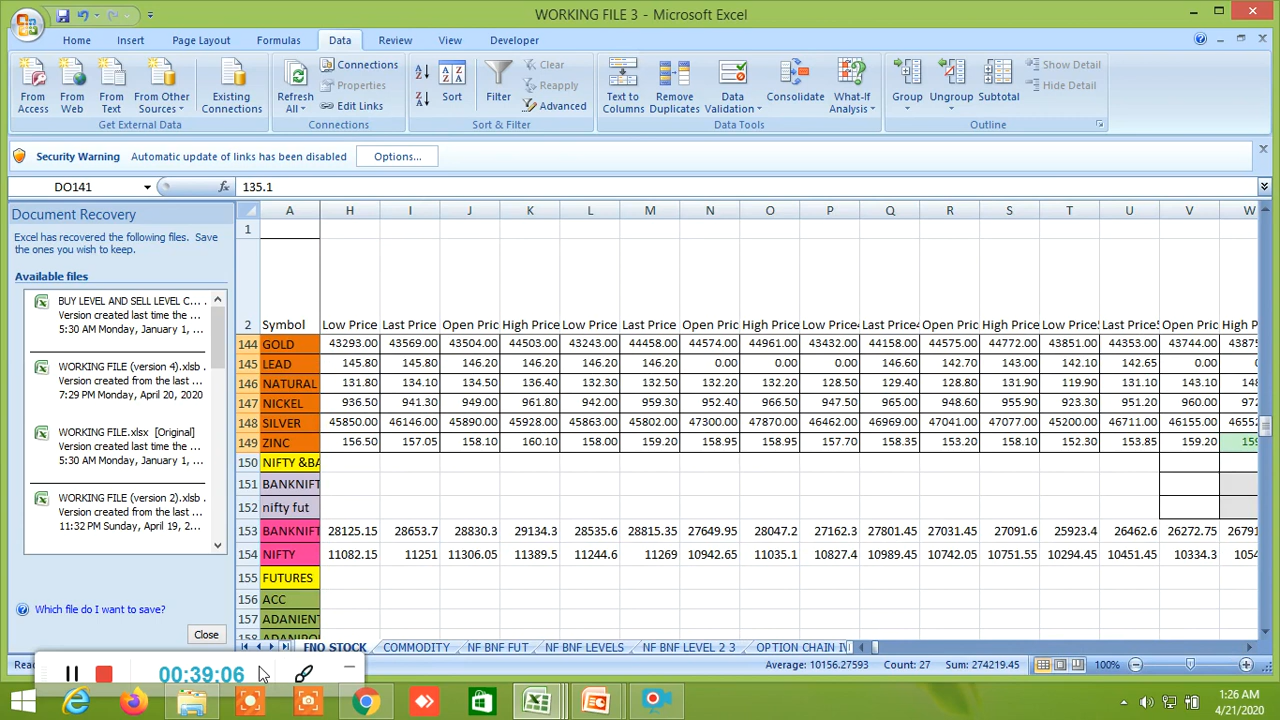 WORKING FILE 3 - Microsoft Excel
Home Insert Page Layout Formulas Data Review View Developer
From Access
From Web
From Text
From Other Sources
Existing Connections
Get External Data
Refresh All
Connections
Properties
Edit Links
Connections
Sort
Filter
Clear
Reapply
Advanced
Sort & Filter
Text to Columns
Remove Duplicates
Data Validation
Consolidate
What-If Analysis
Data Tools
Group
Ungroup
Subtotal
Show Detail
Hide Detail
Outline
Security Warning Automatic update of links has been disabled Options...
DO141 fx 135.1
Document Recovery
Excel has recovered the following files. Save
the ones you wish to keep.
Available files
BUY LEVEL AND SELL LEVEL C...
Version created last time the ...
5:30 AM Monday, January 1, ...
WORKING FILE (version 4).xlsb
Version created from the last ...
7:29 PM Monday, April 20, 2020
WORKING FILE.xlsx [Original]
Version created last time the ...
5:30 AM Monday, January 1, ...
WORKING FILE (version 2).xlsb
Version created from the last ...
11:32 PM Sunday, April 19, 2...
Which file do I want to save?
Close
A H I J K L M N O P Q R S T U V W
1
2 Symbol Low Price Last Price Open Pric High Price Low Price Last Price Open Pric High Price Low Price4 Last Price4 Open Pric High Price Low Price5 Last Price5 Open Pric High P
144 GOLD 43293.00 43569.00 43504.00 44503.00 43243.00 44458.00 44574.00 44961.00 43432.00 44158.00 44575.00 44772.00 43851.00 44353.00 43744.00 43875
145 LEAD 145.80 145.80 146.20 146.20 146.20 146.20 0.00 0.00 0.00 146.60 142.70 143.00 142.10 142.65 0.00 0
146 NATURAL 131.80 134.10 134.50 136.40 132.30 132.50 132.20 132.20 128.50 129.40 128.80 131.90 119.90 131.10 143.10 148
147 NICKEL 936.50 941.30 949.00 961.80 942.00 959.30 952.40 966.50 947.50 965.00 948.00 957.60 922.90 951.20 960.00 972
148 SILVER 45850.00 46146.00 45890.00 45928.00 45863.00 45802.00 47300.00 47870.00 46462.00 46969.00 47041.00 47077.00 45200.00 46711.00 46155.00 46552
149 ZINC 156.50 157.05 158.10 160.10 158.00 159.20 158.95 158.95 157.70 158.35 153.20 158.10 152.30 153.85 159.20 159
150 NIFTY &BA
151 BANKNIFT
152 nifty fut
153 BANKNIFT 28125.15 28653.7 28830.3 29134.3 28535.6 28815.35 27649.95 28047.2 27162.3 27801.45 27031.45 27091.6 25923.4 26462.6 26272.75 26791
154 NIFTY 11082.15 11251 11306.05 11389.5 11244.6 11269 10942.65 11035.1 10827.4 10989.45 10742.05 10751.55 10294.45 10451.45 10334.3 1054
155 FUTURES
156 ACC
157 ADANIENT
FNO STOCK COMMODITY NF BNF FUT NF BNF LEVELS NF BNF LEVEL 2 3 OPTION CHAIN IV
Average: 10156.27593 Count: 27 Sum: 274219.45 100%
00:39:06
1:26 AM
4/21/2020